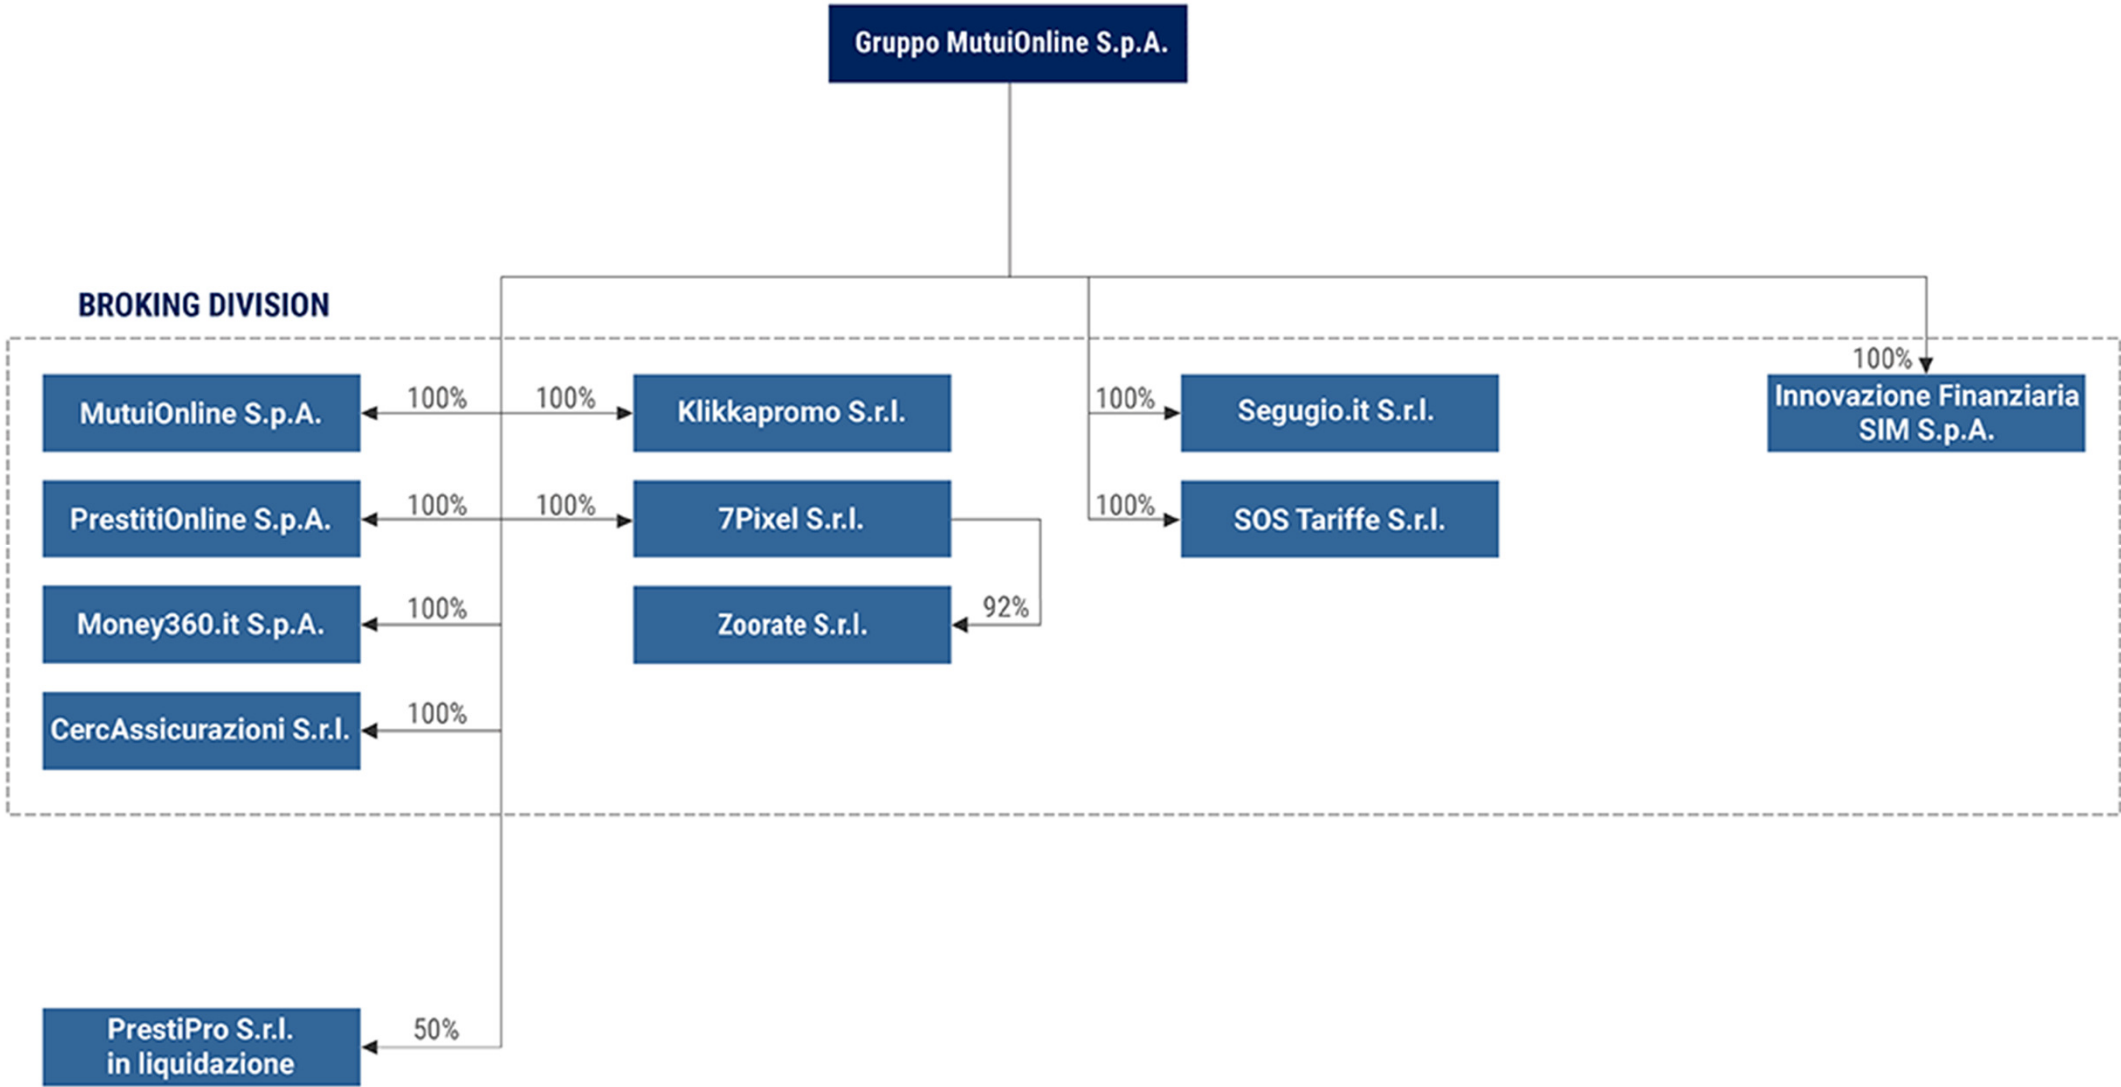 Gruppo MutuiOnline S.p.A.
BROKING DIVISION
100%
MutuiOnline S.p.A.
100%
100%
Klikkapromo S.r.l.
100%
Segugio.it S.r.l.
Innovazione Finanziaria
SIM S.p.A.
PrestitiOnline S.p.A.
100%
100%
7Pixel S.r.l.
100%
SOS Tariffe S.r.l.
Money360.it S.p.A.
100%
Zoorate S.r.l.
92%
CercAssicurazioni S.r.l.
100%
PrestiPro S.r.l.
in liquidazione
50%